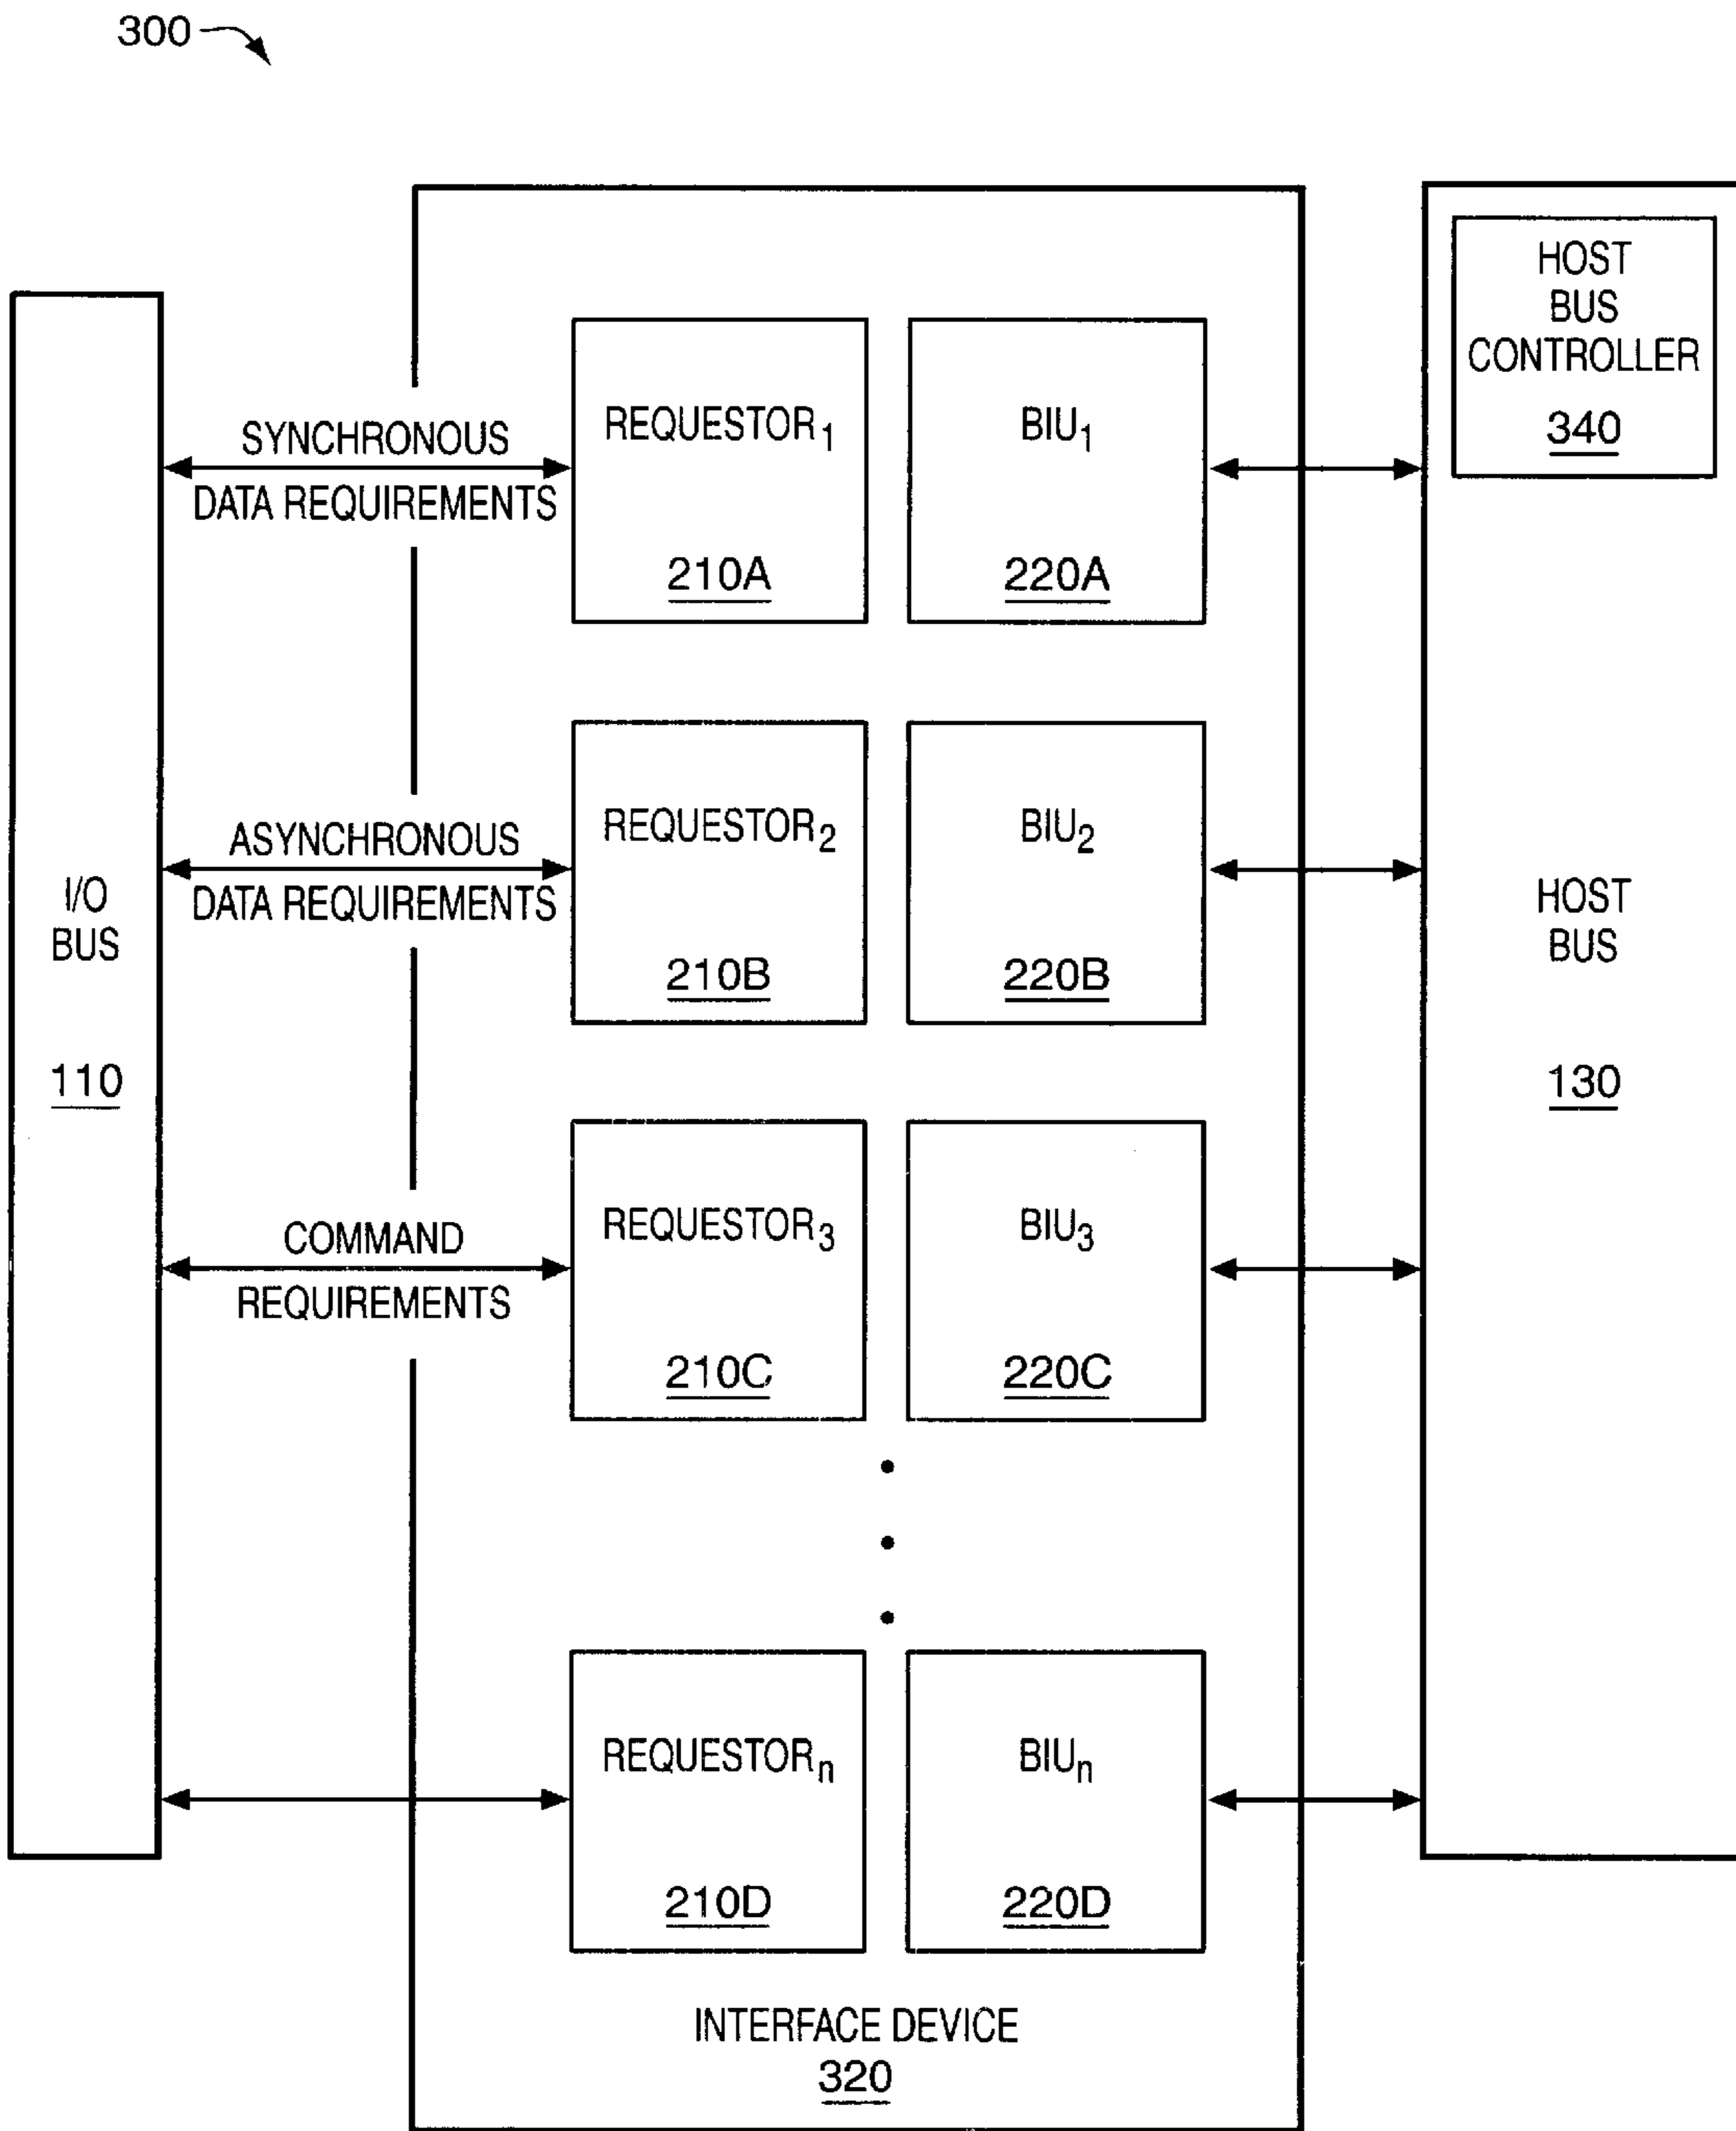 300
HOST
BUS
CONTROLLER
340
SYNCHRONOUS
DATA REQUIREMENTS
REQUESTOR₁
210A
BIU₁
220A
ASYNCHRONOUS
DATA REQUIREMENTS
REQUESTOR₂
210B
BIU₂
220B
I/O
BUS
110
HOST
BUS
130
COMMAND
REQUIREMENTS
REQUESTOR₃
210C
BIU₃
220C
REQUESTORₙ
210D
BIUₙ
220D
INTERFACE DEVICE
320